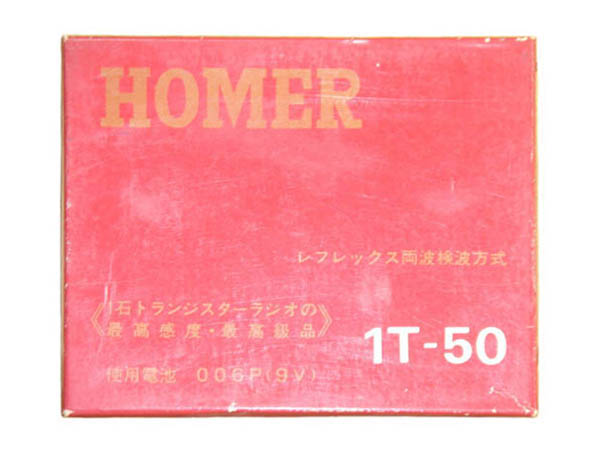 HOMER
レフレックス両波検波方式
《1石トランジスターラジオの
最高感度・最高級品》
1T-50
使用電池 006P(9V)